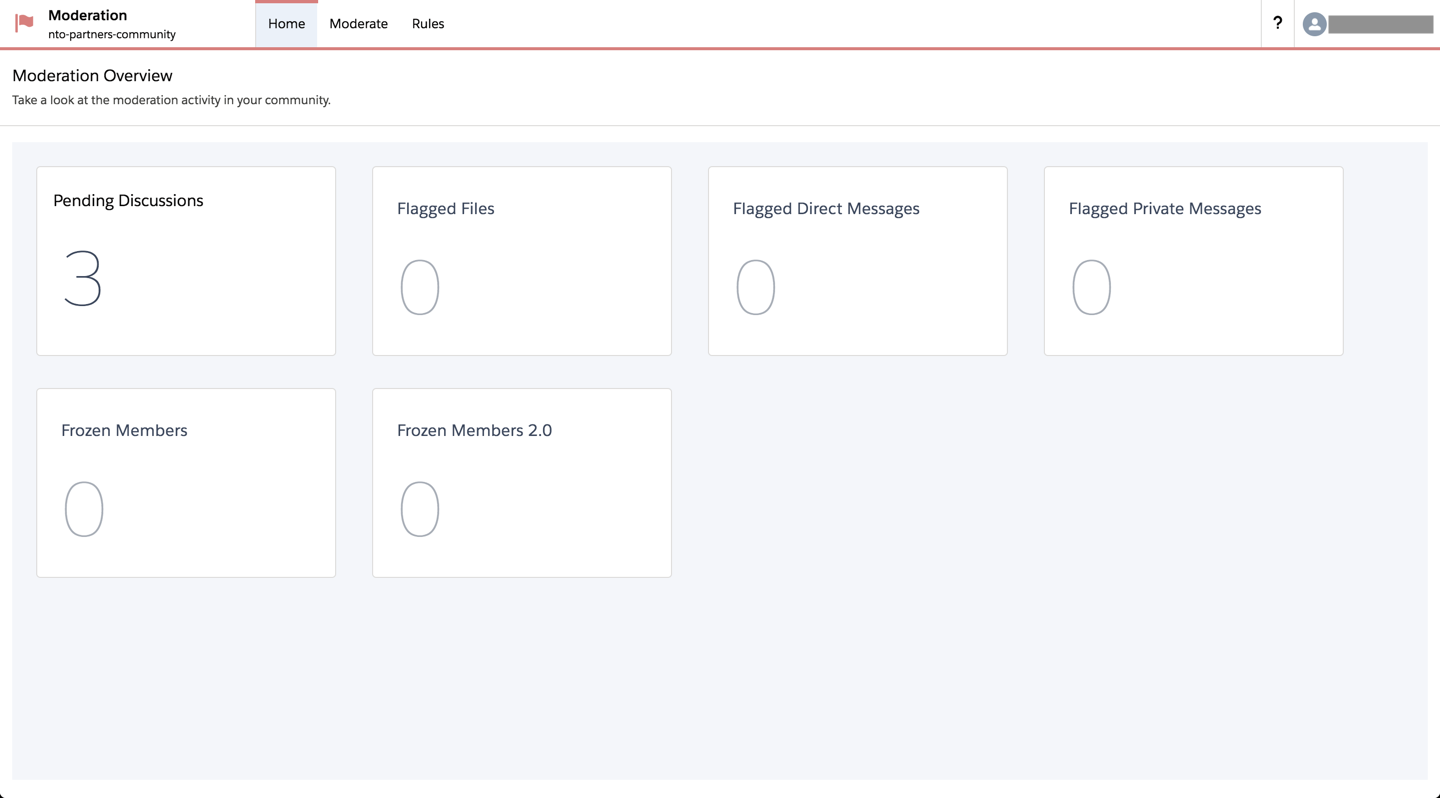 Moderation
nto-partners-community
Home
Moderate
Rules
?
Moderation Overview
Take a look at the moderation activity in your community.
Pending Discussions
3
Flagged Files
0
Flagged Direct Messages
0
Flagged Private Messages
0
Frozen Members
0
Frozen Members 2.0
0